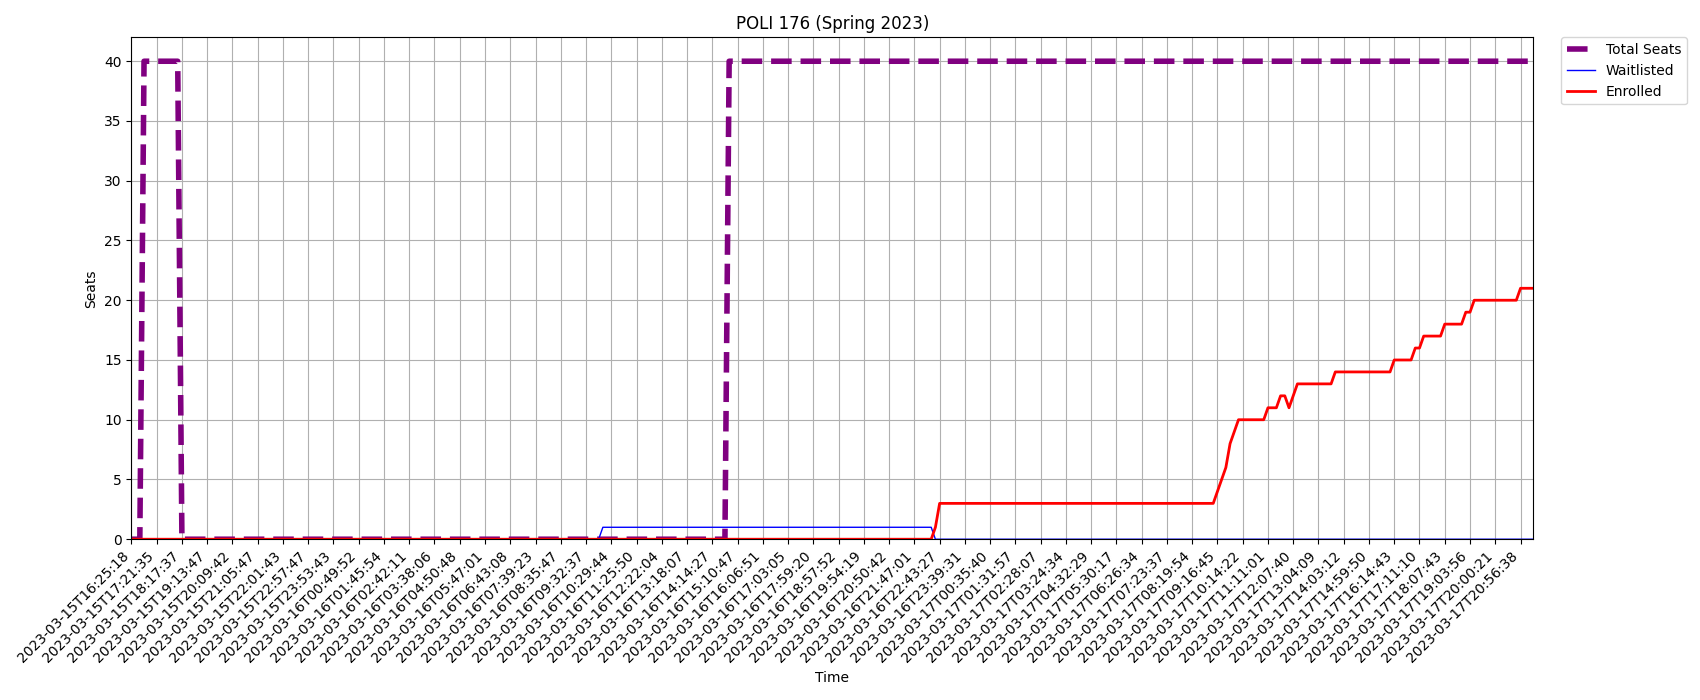 POLI 176 (Spring 2023)
Total Seats
Waitlisted
Enrolled
40
35
30
25
20
15
10
5
0
Seats
2023-03-15T16:25:18
2023-03-15T17:21:35
2023-03-15T18:17:37
2023-03-15T19:13:47
2023-03-15T20:09:42
2023-03-15T21:05:47
2023-03-15T22:01:43
2023-03-15T22:57:47
2023-03-15T23:53:43
2023-03-16T00:49:52
2023-03-16T01:45:54
2023-03-16T02:42:11
2023-03-16T03:38:06
2023-03-16T04:50:48
2023-03-16T05:47:01
2023-03-16T06:43:08
2023-03-16T07:39:23
2023-03-16T08:35:47
2023-03-16T09:32:37
2023-03-16T10:29:44
2023-03-16T11:25:50
2023-03-16T12:22:04
2023-03-16T13:18:07
2023-03-16T14:14:27
2023-03-16T15:10:47
2023-03-16T16:06:51
2023-03-16T17:03:05
2023-03-16T17:59:20
2023-03-16T18:57:52
2023-03-16T19:54:19
2023-03-16T20:50:42
2023-03-16T21:47:01
2023-03-16T22:43:27
2023-03-16T23:39:31
2023-03-17T00:35:40
2023-03-17T01:31:57
2023-03-17T02:28:07
2023-03-17T03:24:34
2023-03-17T04:32:29
2023-03-17T05:30:17
2023-03-17T06:26:34
2023-03-17T07:23:37
2023-03-17T08:19:54
2023-03-17T09:16:45
2023-03-17T10:14:22
2023-03-17T11:11:01
2023-03-17T12:07:40
2023-03-17T13:04:09
2023-03-17T14:03:12
2023-03-17T14:59:50
2023-03-17T16:14:43
2023-03-17T17:11:10
2023-03-17T18:07:43
2023-03-17T19:03:56
2023-03-17T20:00:21
2023-03-17T20:56:38
Time